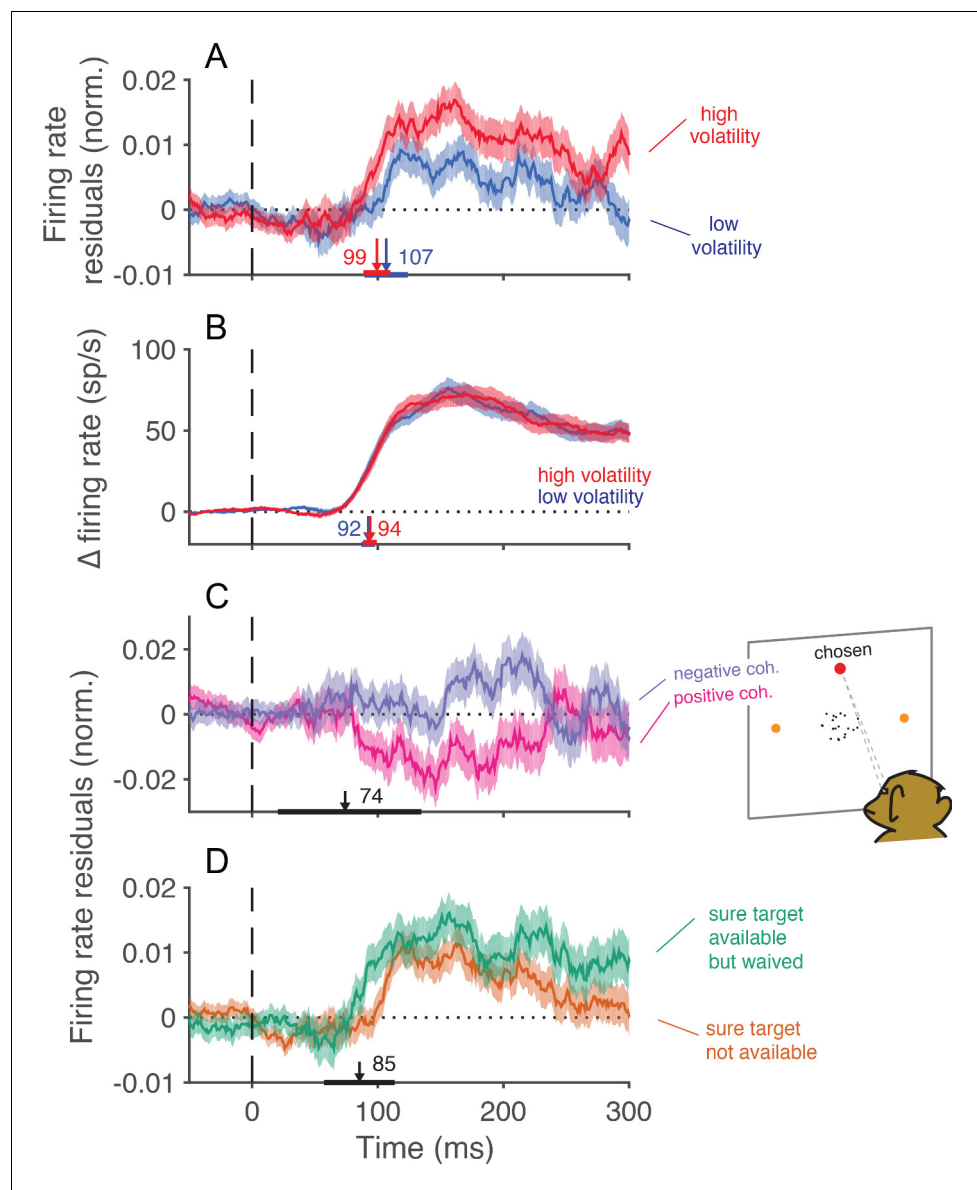 A
Firing rate
residuals (norm.)
0.02
0.01
0
-0.01
99
107
high
volatility
low
volatility
B
Δ firing rate (sp/s)
100
50
0
high volatility
low volatility
92
94
C
Firing rate residuals (norm.)
0.02
0
-0.02
74
negative coh.
positive coh.
chosen
D
0.02
0.01
0
-0.01
85
sure target
available
but waived
sure target
not available
0
100
200
300
Time (ms)